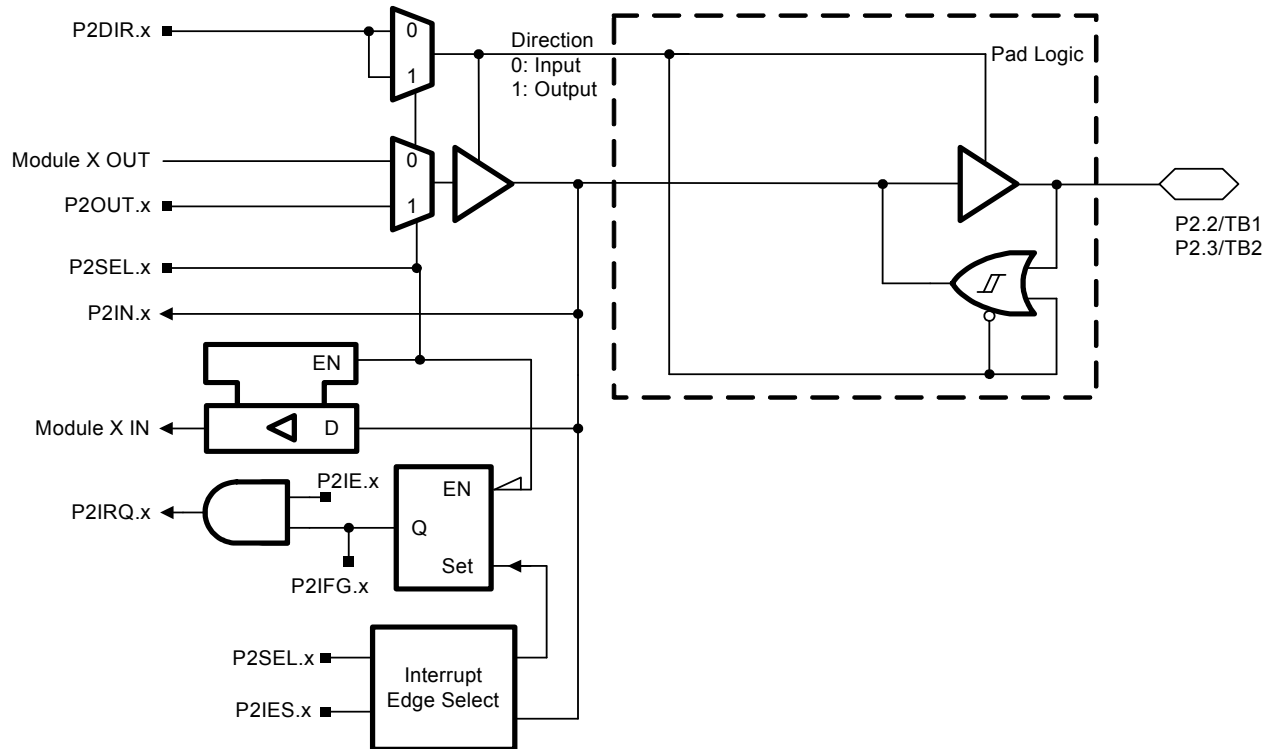 P2DIR.x
0
1
Direction
0: Input
1: Output
Pad Logic
Module X OUT
0
P2OUT.x
1
P2.2/TB1
P2.3/TB2
P2SEL.x
P2IN.x
EN
Module X IN
D
P2IE.x
EN
P2IRQ.x
Q
Set
P2IFG.x
P2SEL.x
Interrupt
Edge Select
P2IES.x